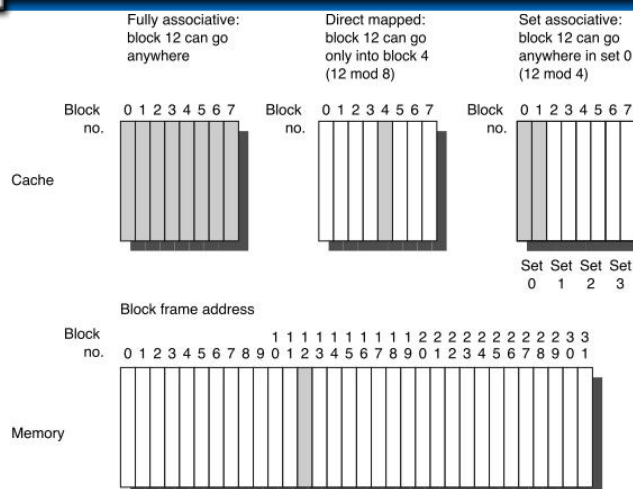 Fully associative:
block 12 can go
anywhere
Direct mapped:
block 12 can go
only into block 4
(12 mod 8)
Set associative:
block 12 can go
anywhere in set 0
(12 mod 4)
Block
no.
0 1 2 3 4 5 6 7
Block
no.
0 1 2 3 4 5 6 7
Block
no.
0 1 2 3 4 5 6 7
Cache
Set Set Set Set
0 1 2 3
Block frame address
Block
no.
1 1 1 1 1 1 1 1 1 1 2 2 2 2 2 2 2 2 2 2 3 3
0 1 2 3 4 5 6 7 8 9 0 1 2 3 4 5 6 7 8 9 0 1 2 3 4 5 6 7 8 9 0 1
Memory